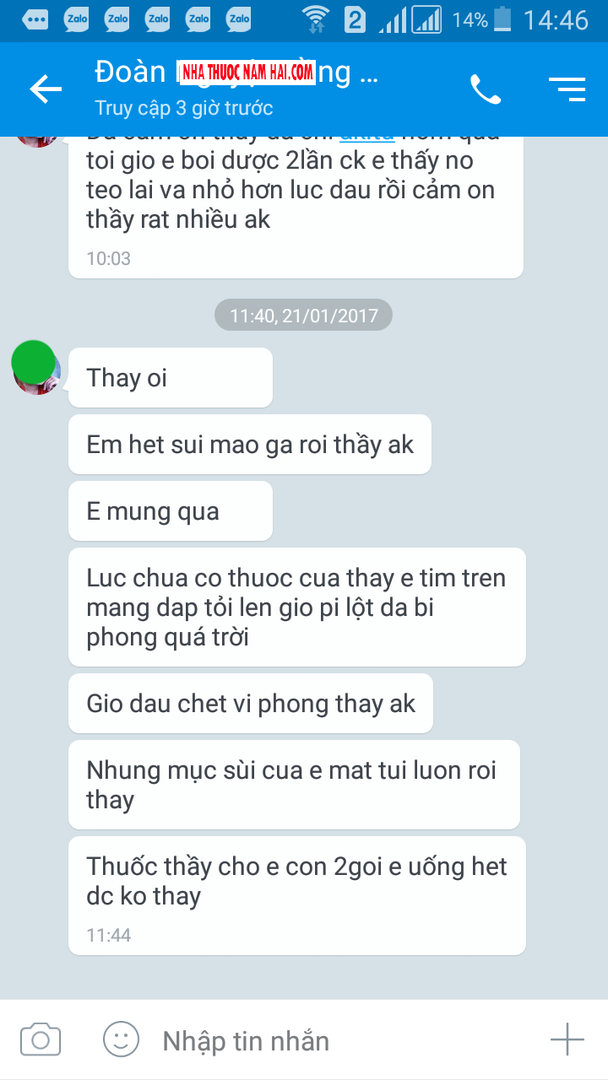 Zalo Zalo Zalo Zalo Zalo 2 14% 14:46
Đoàn NHA THUOC NAM HAI.COM ng ...
Truy cập 3 giờ trước
toi gio e boi dược 2lần ck e thấy no
teo lai va nhỏ hơn luc dau rồi cảm on
thầy rat nhiều ak
10:03
11:40, 21/01/2017
Thay oi
Em het sui mao ga roi thầy ak
E mung qua
Luc chua co thuoc cua thay e tim tren
mang dap tỏi len gio pi lột da bi
phong quá trời
Gio dau chet vi phong thay ak
Nhung mục sùi cua e mat tui luon roi
thay
Thuốc thầy cho e con 2goi e uống het
dc ko thay
11:44
Nhập tin nhắn